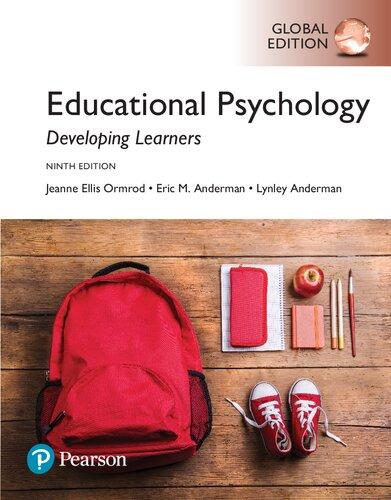 GLOBAL
EDITION
Educational Psychology
Developing Learners
NINTH EDITION
Jeanne Ellis Ormrod • Eric M. Anderman • Lynley Anderman
P Pearson